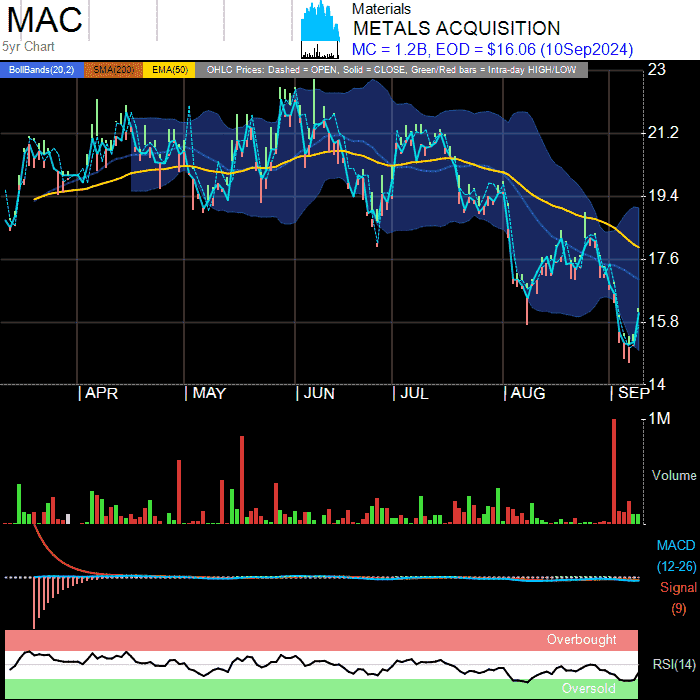 MAC
5yr Chart
Materials
METALS ACQUISITION
MC = 1.2B, EOD = $16.06 (10Sep2024)
BollBands(20,2) SMA(200) EMA(50) OHLC Prices: Dashed = OPEN, Solid = CLOSE, Green/Red bars = Intra-day HIGH/LOW
23
21.2
19.4
17.6
15.8
14
APR MAY JUN JUL AUG SEP
1M
Volume
MACD
(12-26)
Signal
(9)
Overbought
RSI(14)
Oversold